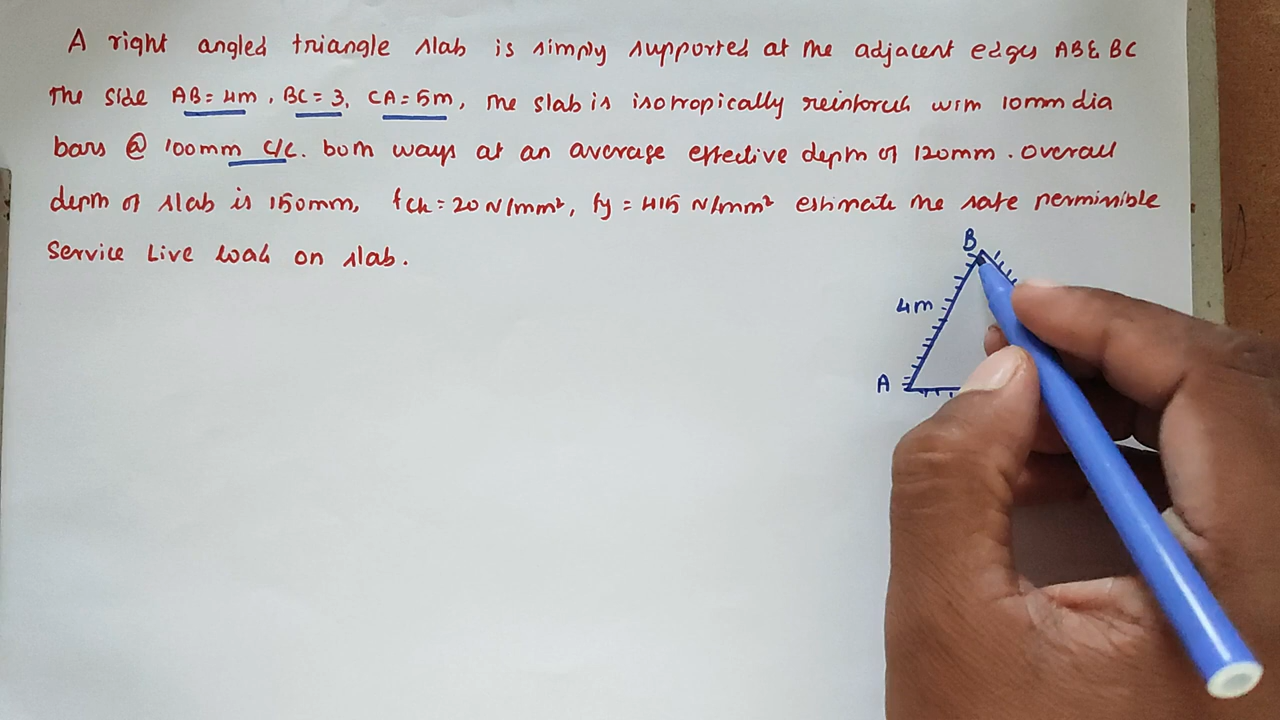 A right angled triangle slab is simply supported at the adjacent edges AB & BC
The side AB = 4m, BC = 3, CA = 5m, The slab is isotropically reinforced with 10mm dia
bars @ 100mm c/c. both ways at an average effective depth of 120mm. Overall
depth of slab is 150mm, fck = 20 N/mm², fy = 415 N/mm² estimate the safe permissible
Service Live load on slab.
B
4m
A